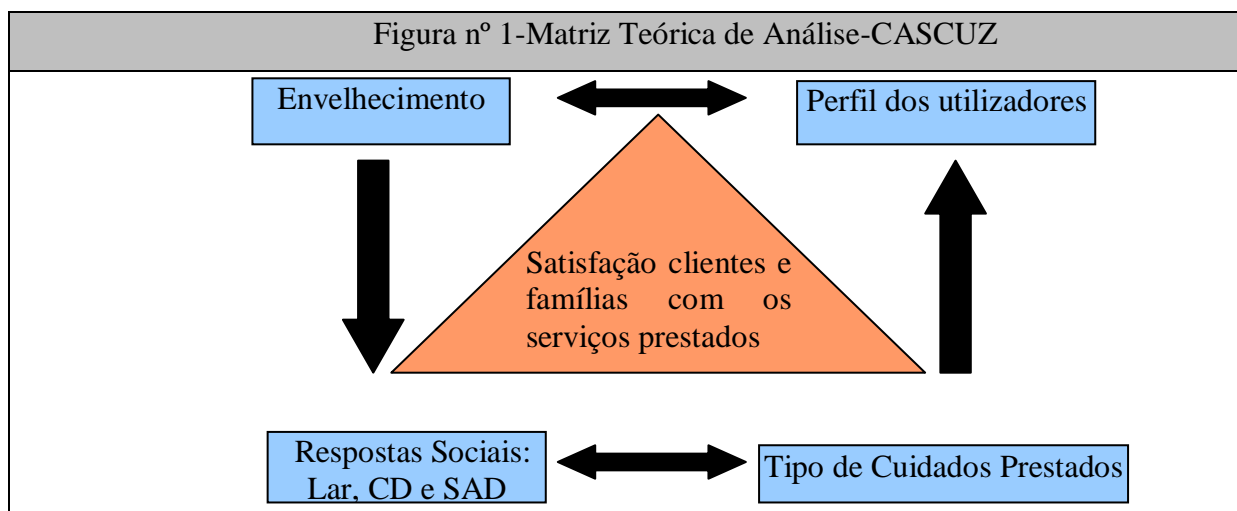 Figura nº 1-Matriz Teórica de Análise-CASCUZ
Envelhecimento
Perfil dos utilizadores
Satisfação clientes e
famílias com os
serviços prestados
Respostas Sociais:
Lar, CD e SAD
Tipo de Cuidados Prestados